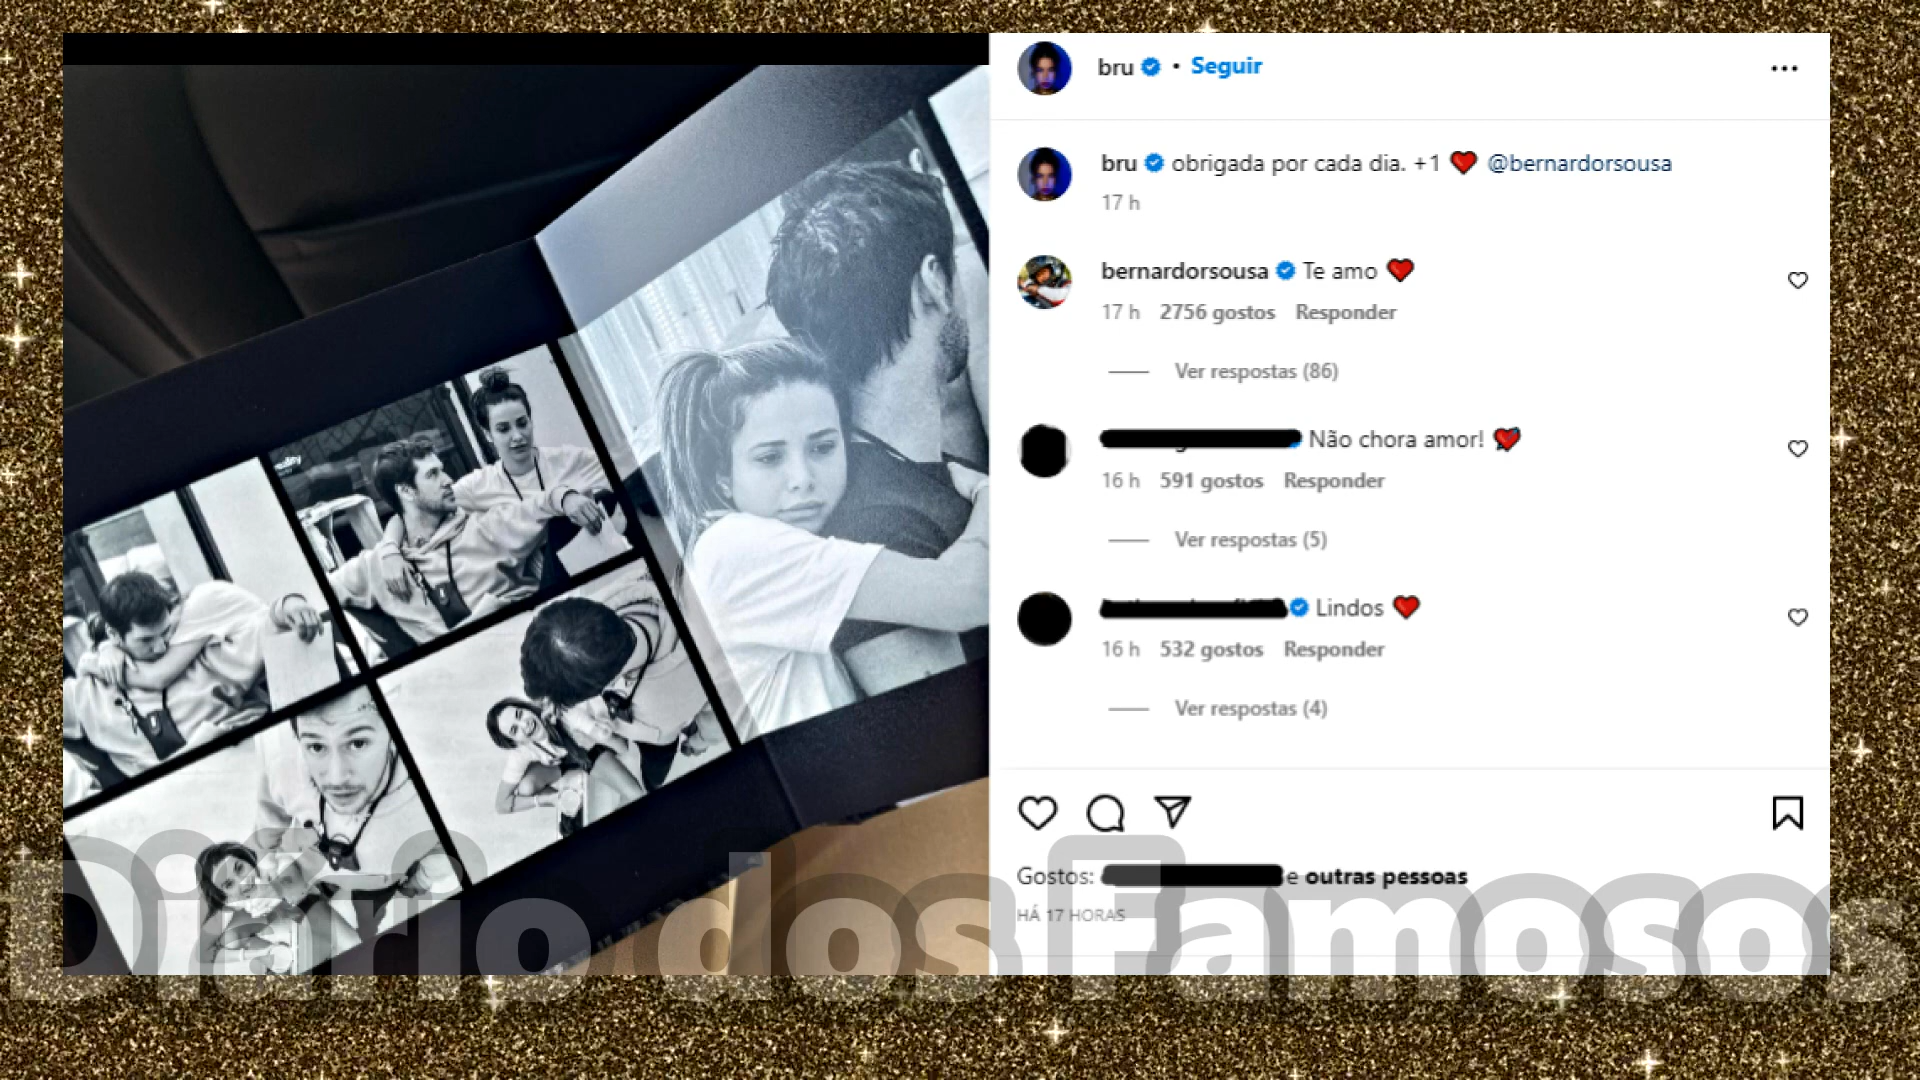 bru • Seguir
bru obrigada por cada dia. +1 ❤️ @bernardorsousa
17 h
bernardorsousa Te amo ❤️
17 h 2756 gostos Responder
Ver respostas (86)
Não chora amor! 💘
16 h 591 gostos Responder
Ver respostas (5)
Lindos ❤️
16 h 532 gostos Responder
Ver respostas (4)
Gostos: e outras pessoas
HÁ 17 HORAS
Diário dos Famosos